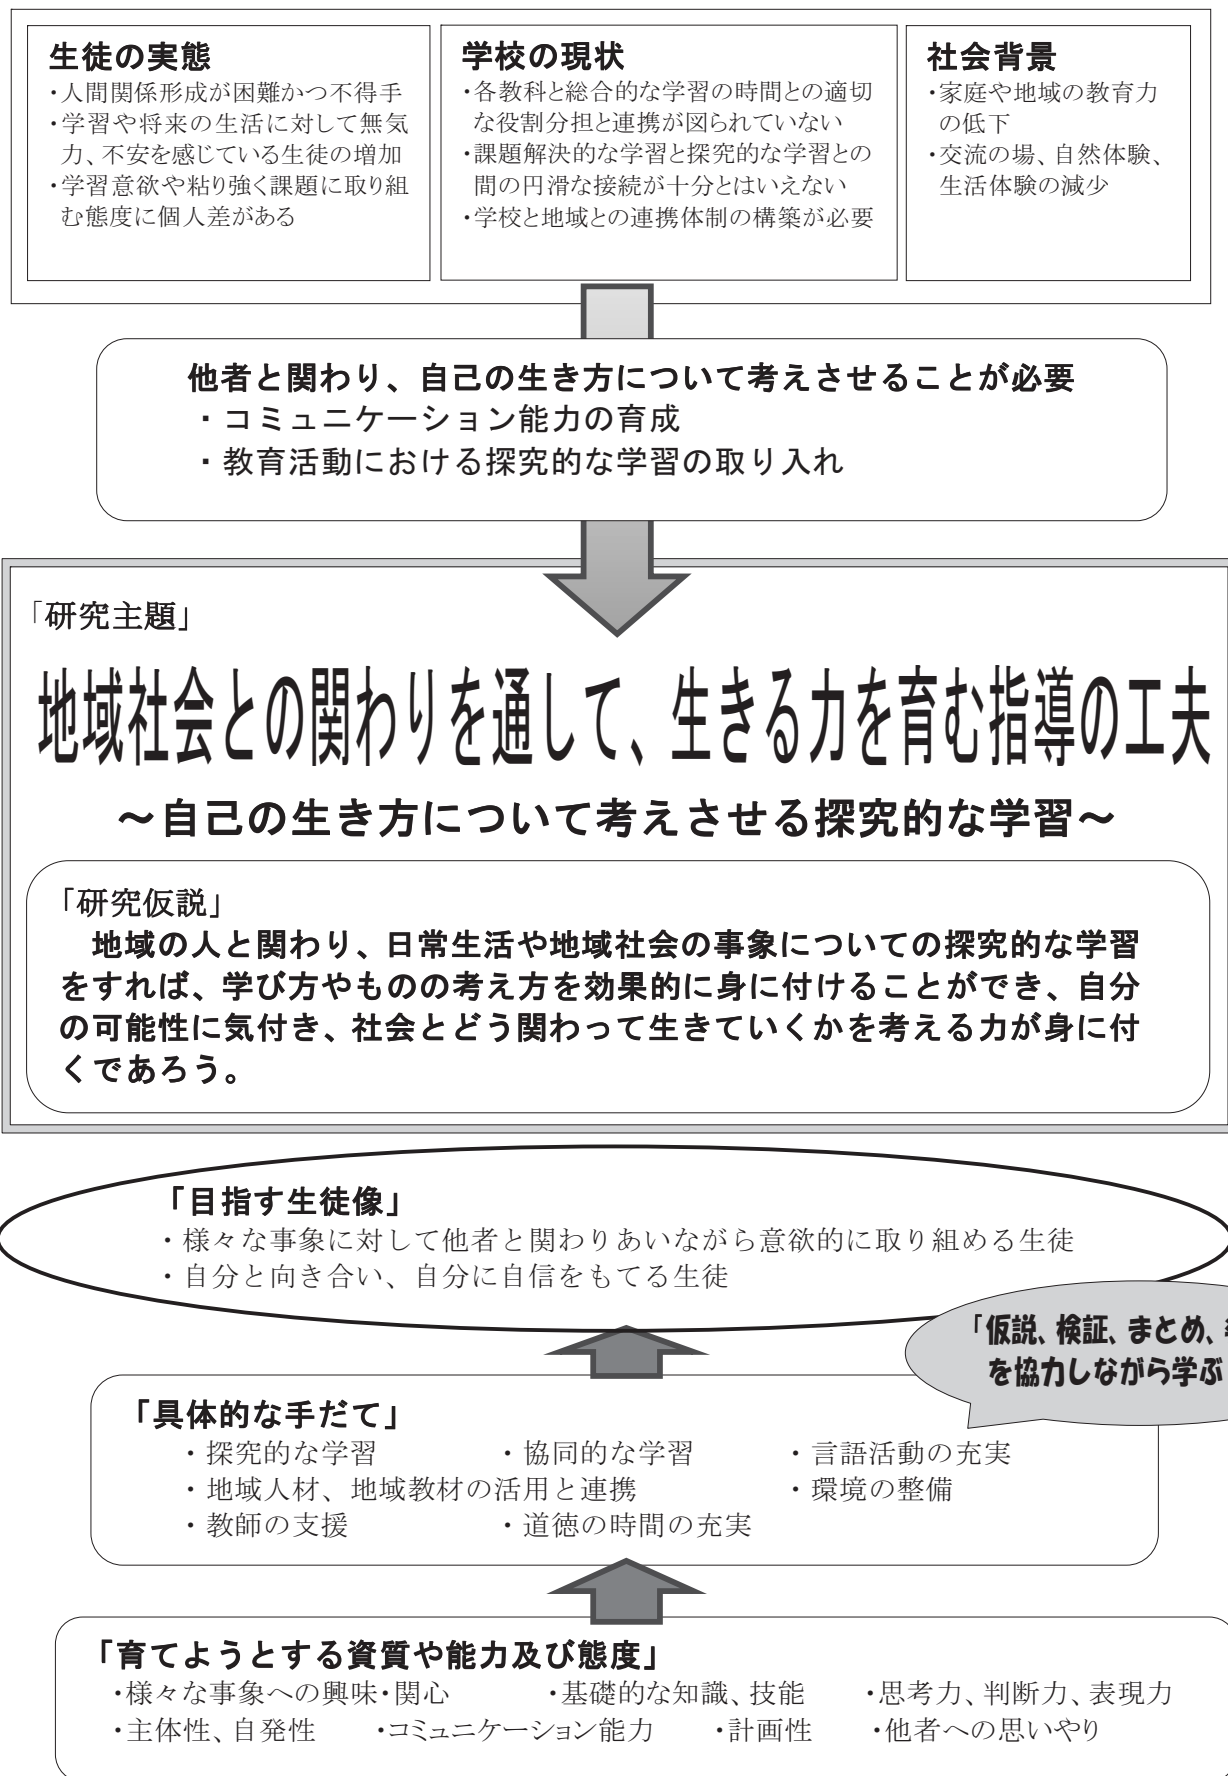 生徒の実態
・人間関係形成が困難かつ不得手
・学習や将来の生活に対して無気
力、不安を感じている生徒の増加
・学習意欲や粘り強く課題に取り組
む態度に個人差がある
学校の現状
・各教科と総合的な学習の時間との適切
な役割分担と連携が図られていない
・課題解決的な学習と探究的な学習との
間の円滑な接続が十分とはいえない
・学校と地域との連携体制の構築が必要
社会背景
・家庭や地域の教育力
の低下
・交流の場、自然体験、
生活体験の減少
他者と関わり、自己の生き方について考えさせることが必要
・コミュニケーション能力の育成
・教育活動における探究的な学習の取り入れ
「研究主題」
地域社会との関わりを通して、生きる力を育む指導の工夫
～自己の生き方について考えさせる探究的な学習～
「研究仮説」
地域の人と関わり、日常生活や地域社会の事象についての探究的な学習
をすれば、学び方やものの考え方を効果的に身に付けることができ、自分
の可能性に気付き、社会とどう関わって生きていくかを考える力が身に付
くであろう。
「目指す生徒像」
・様々な事象に対して他者と関わりあいながら意欲的に取り組める生徒
・自分と向き合い、自分に自信をもてる生徒
「仮説、検証、まとめ、
を協力しながら学ぶ
「具体的な手だて」
・探究的な学習 ・協同的な学習 ・言語活動の充実
・地域人材、地域教材の活用と連携 ・環境の整備
・教師の支援 ・道徳の時間の充実
「育てようとする資質や能力及び態度」
・様々な事象への興味・関心 ・基礎的な知識、技能 ・思考力、判断力、表現力
・主体性、自発性 ・コミュニケーション能力 ・計画性 ・他者への思いやり